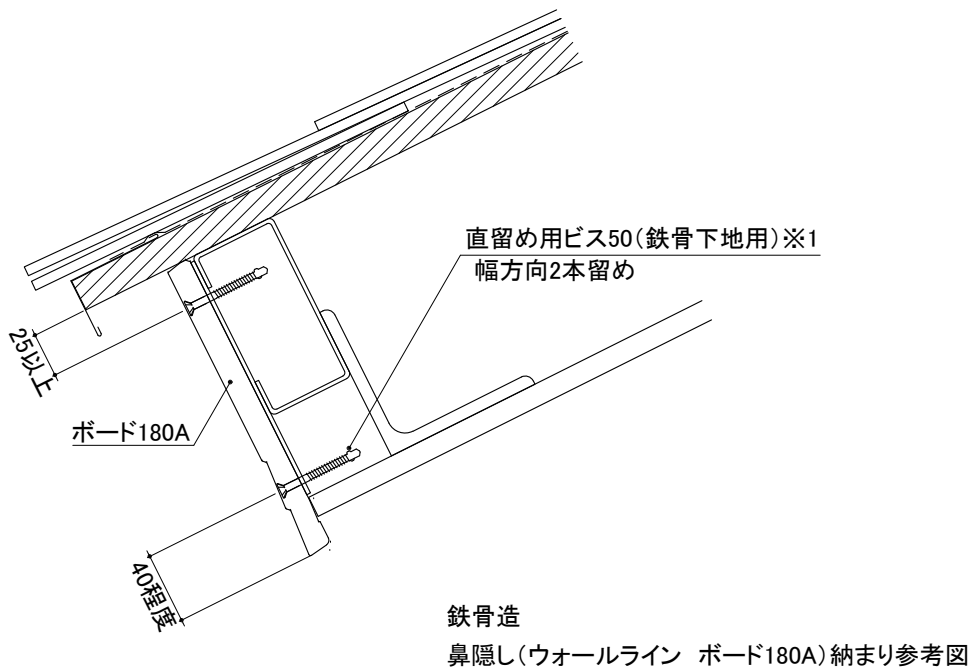 直留め用ビス50(鉄骨下地用)※1
幅方向2本留め
25以上
ボード180A
40程度
鉄骨造
鼻隠し(ウォールライン ボード180A)納まり参考図